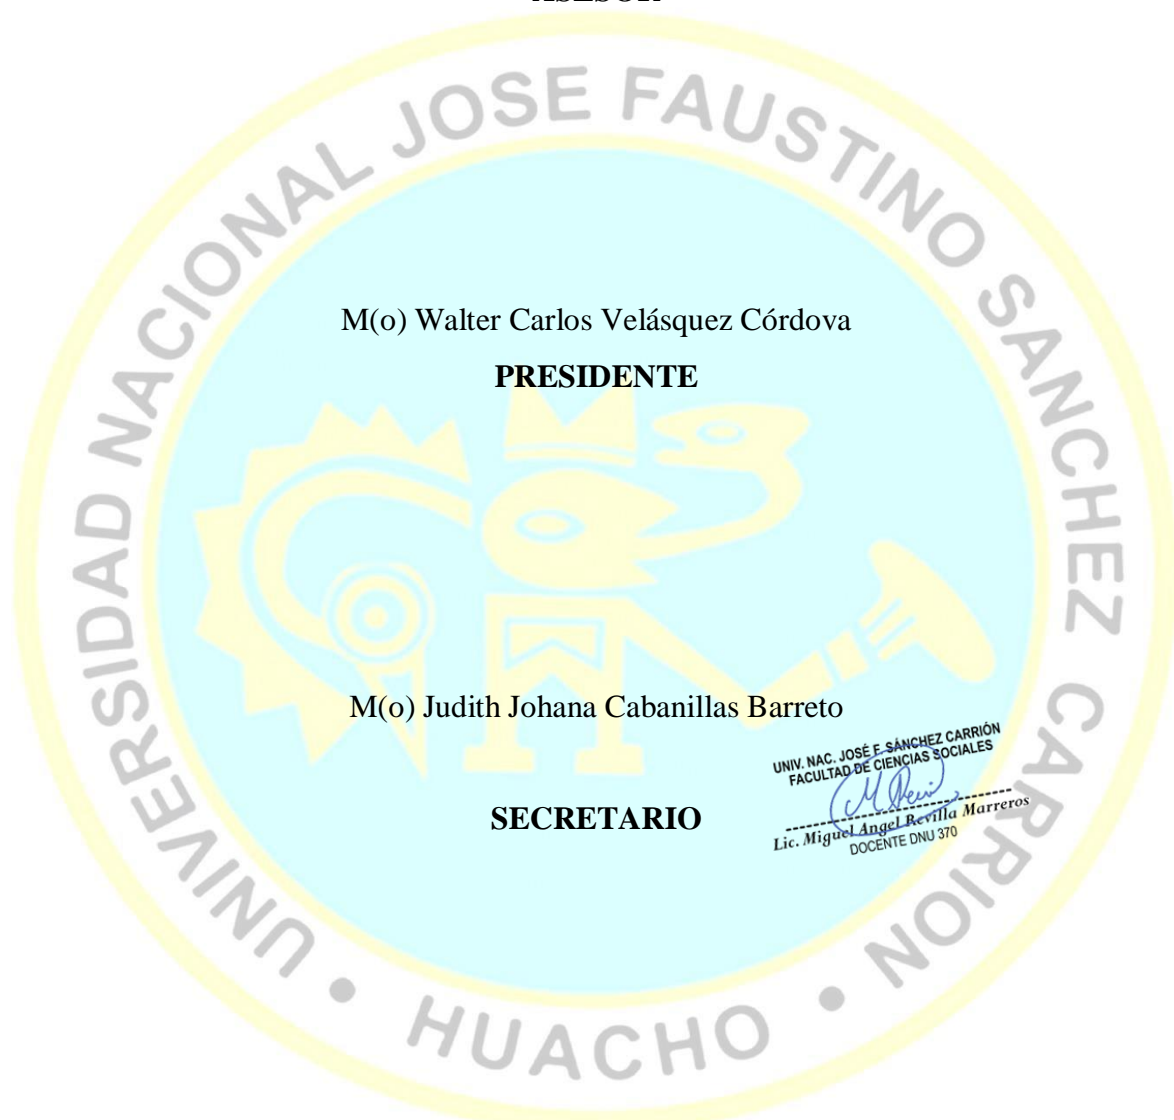 ASESOR
UNIVERSIDAD NACIONAL JOSE FAUSTINO SANCHEZ CARRION • HUACHO •
M(o) Walter Carlos Velásquez Córdova
PRESIDENTE
M(o) Judith Johana Cabanillas Barreto
SECRETARIO
UNIV. NAC. JOSÉ F. SÁNCHEZ CARRIÓN
FACULTAD DE CIENCIAS SOCIALES
Lic. Miguel Angel Revilla Marreros
DOCENTE DNU 370